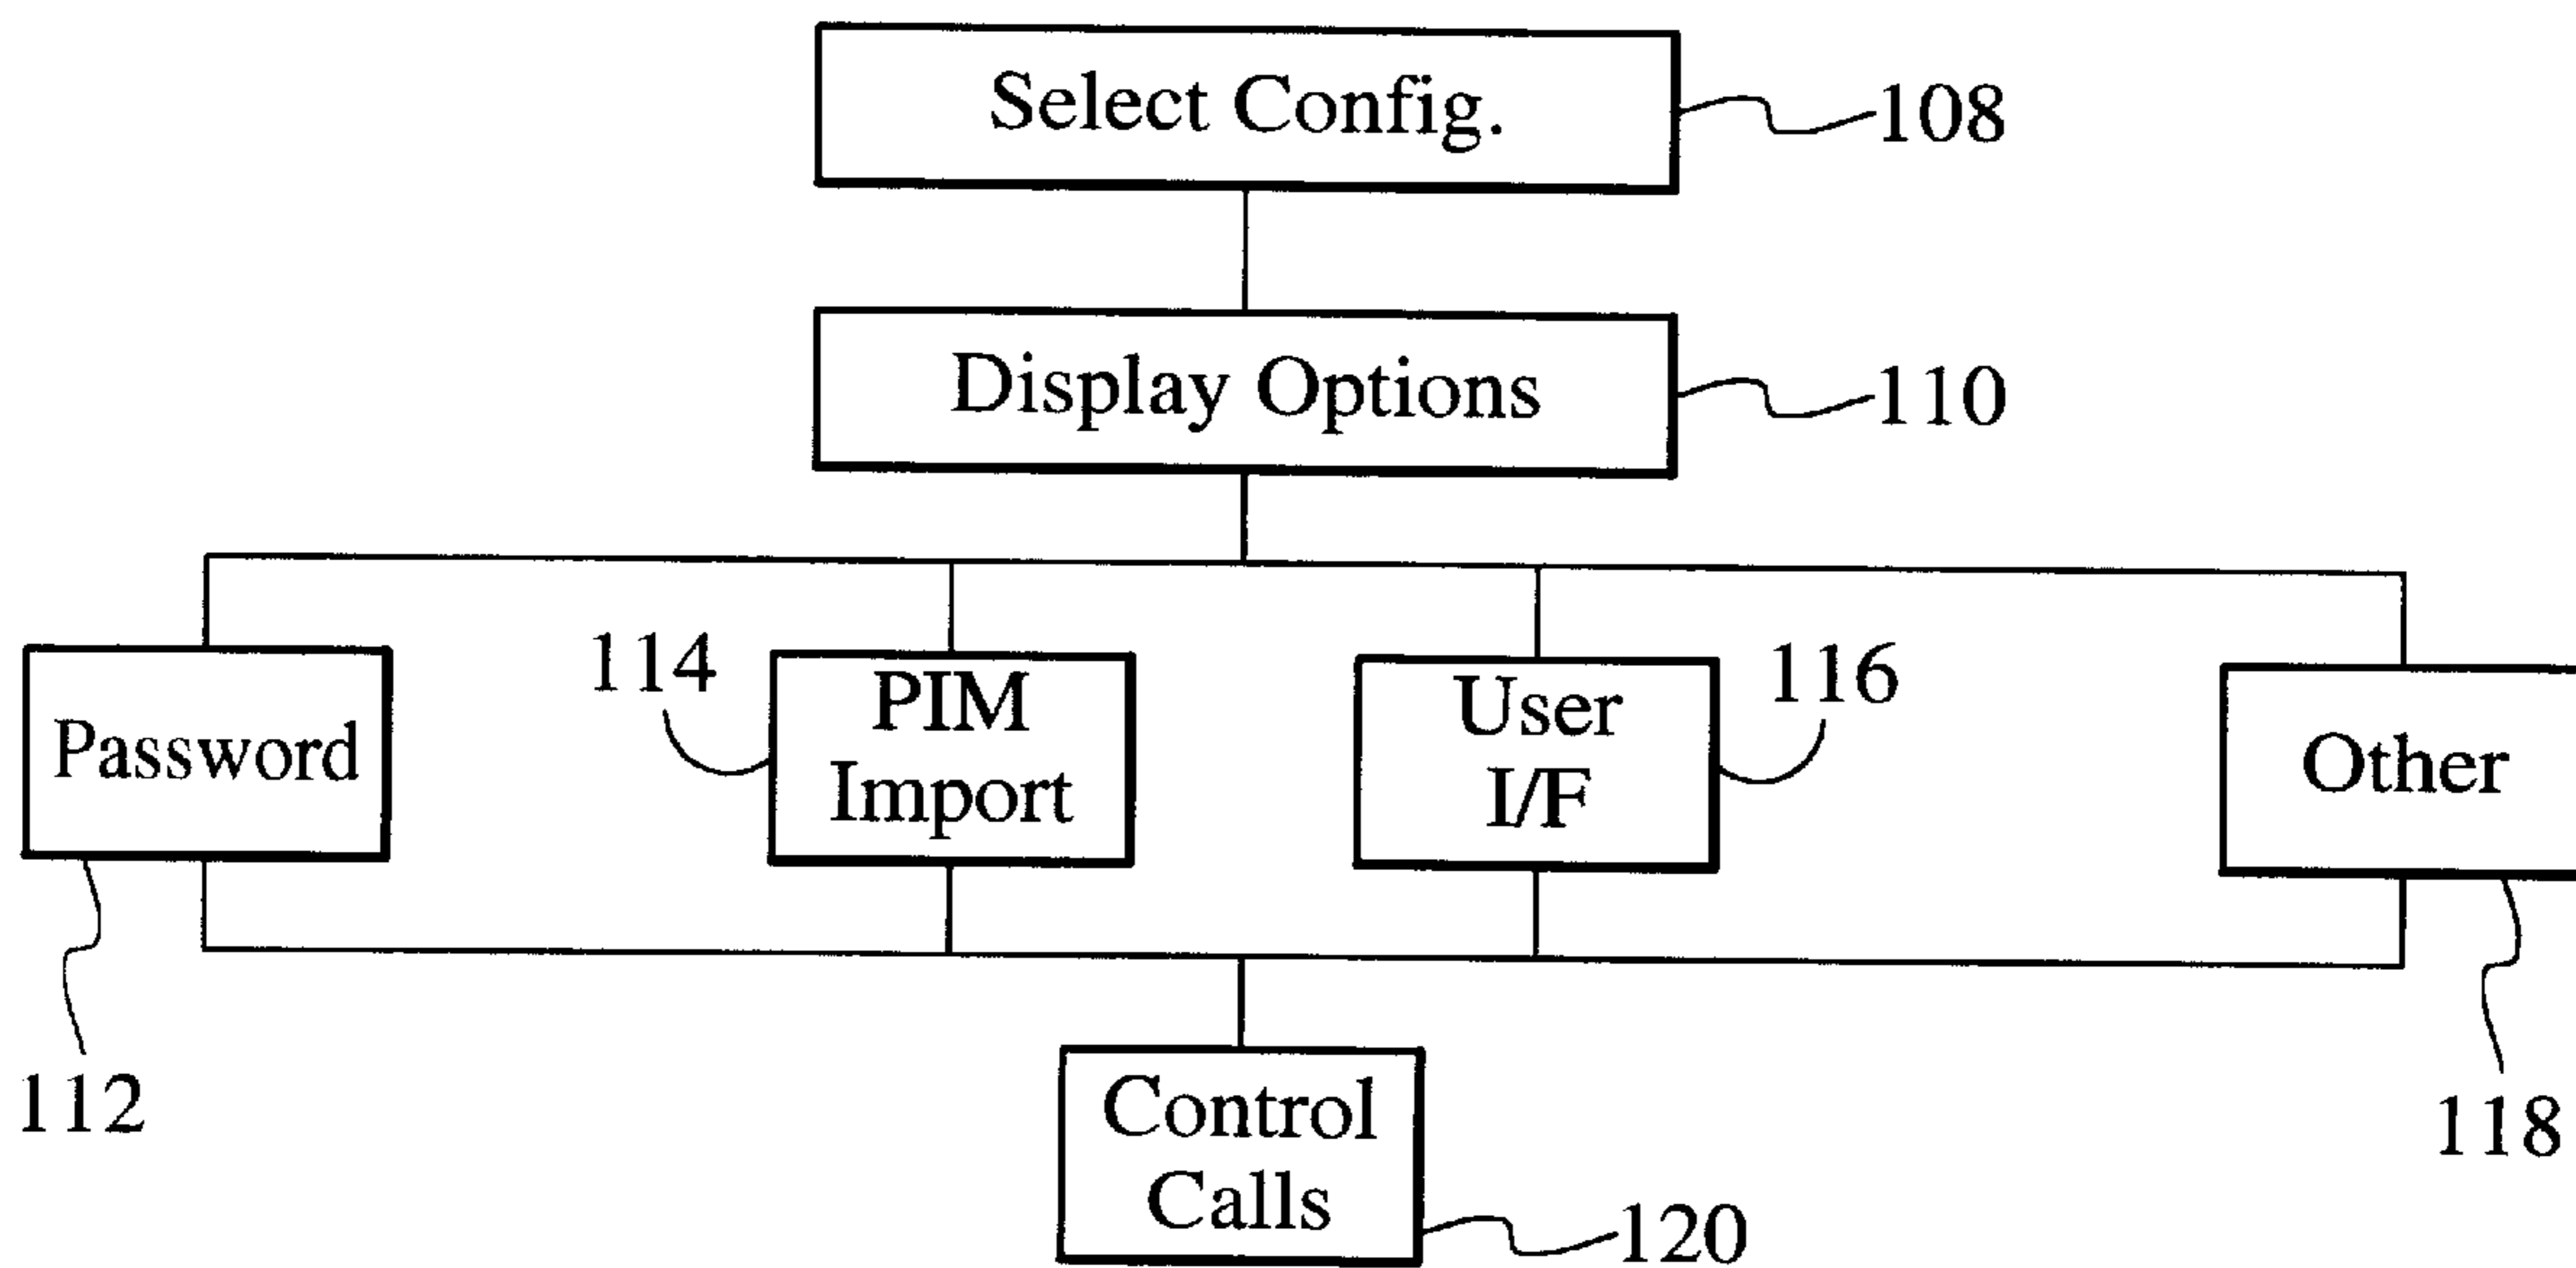 Select Config.
108
Display Options
110
Password
114
PIM
Import
User
I/F
116
Other
112
118
Control
Calls
120